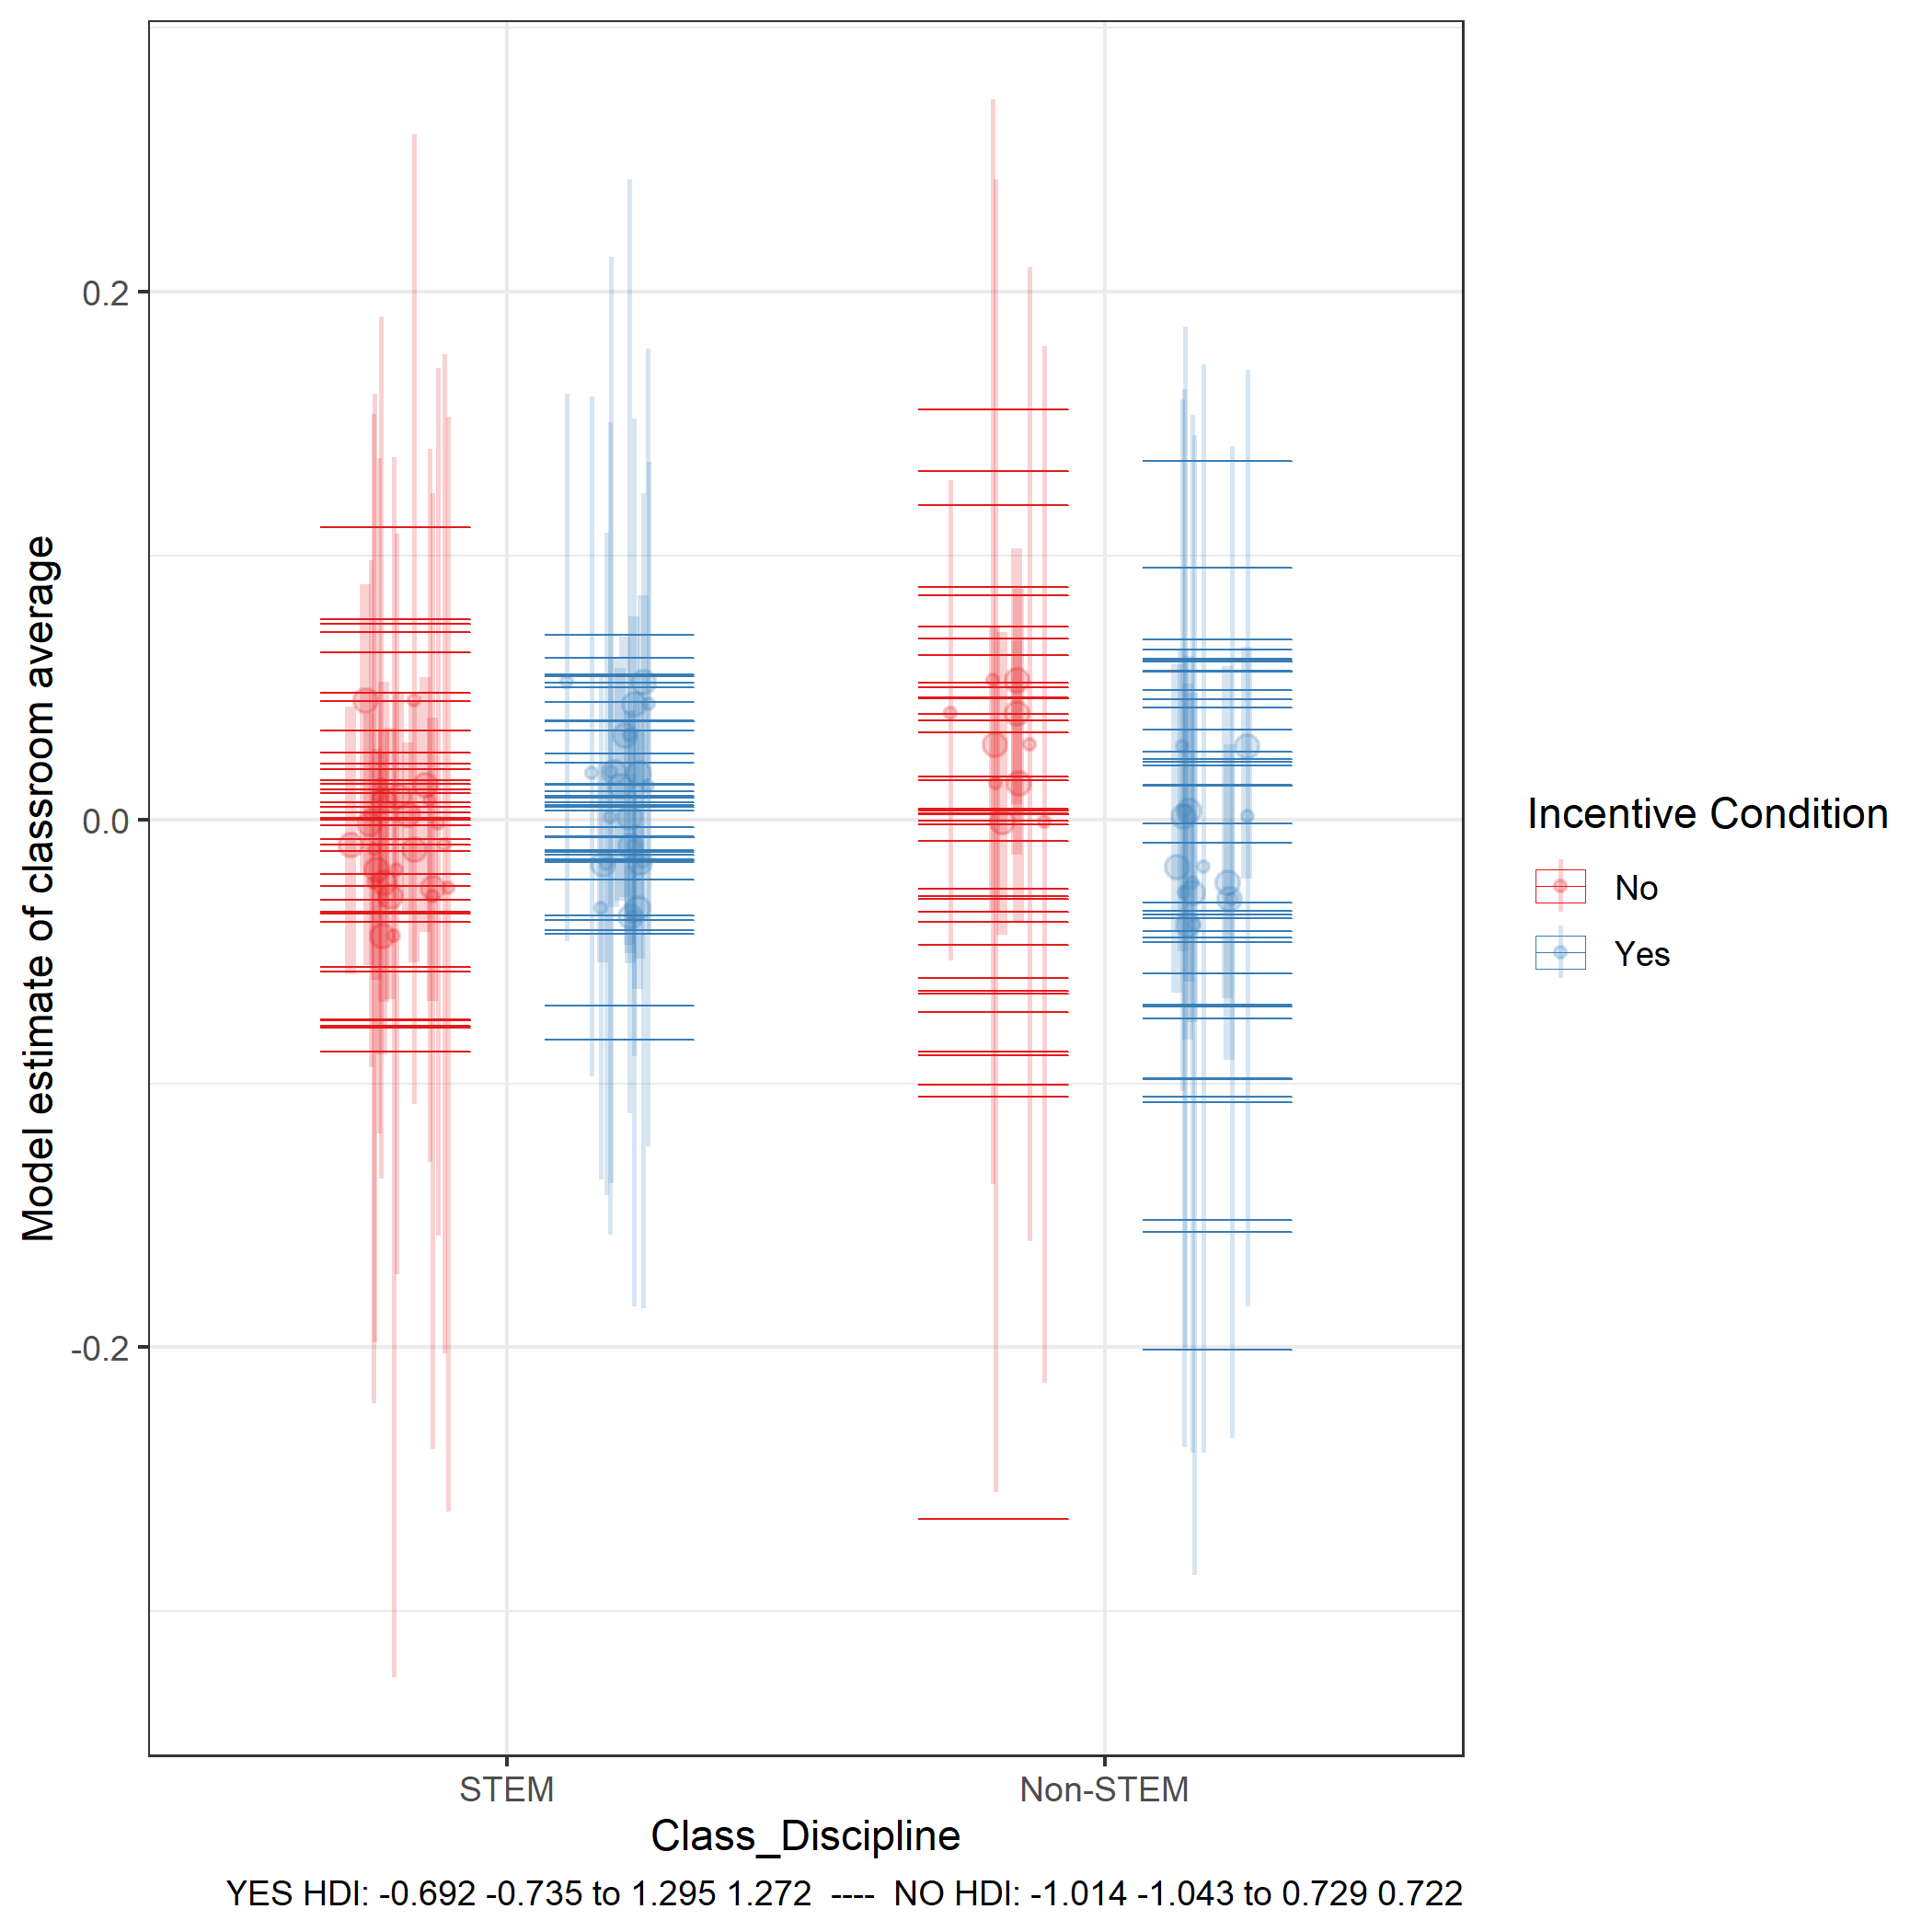 Model estimate of classroom average
0.2
0.0
-0.2
STEM
Non-STEM
Class_Discipline
YES HDI: -0.692 -0.735 to 1.295 1.272 ---- NO HDI: -1.014 -1.043 to 0.729 0.722
Incentive Condition
No
Yes